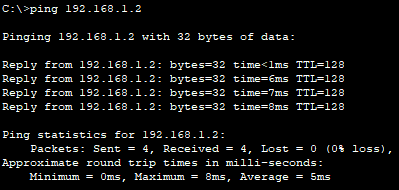 C:\>ping 192.168.1.2
Pinging 192.168.1.2 with 32 bytes of data:
Reply from 192.168.1.2: bytes=32 time<1ms TTL=128
Reply from 192.168.1.2: bytes=32 time=6ms TTL=128
Reply from 192.168.1.2: bytes=32 time=7ms TTL=128
Reply from 192.168.1.2: bytes=32 time=8ms TTL=128
Ping statistics for 192.168.1.2:
Packets: Sent = 4, Received = 4, Lost = 0 (0% loss),
Approximate round trip times in milli-seconds:
Minimum = 0ms, Maximum = 8ms, Average = 5ms